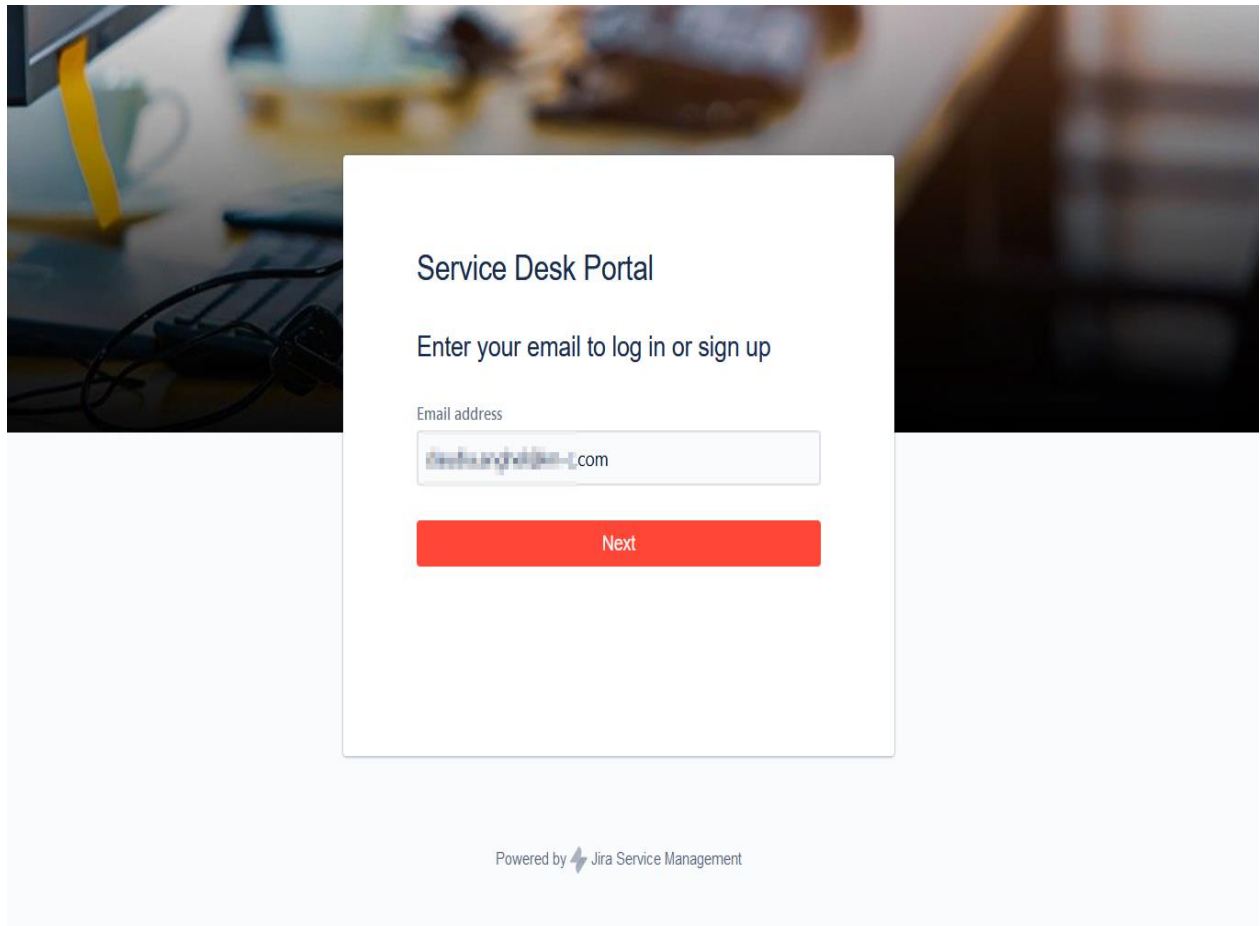 Service Desk Portal
Enter your email to log in or sign up
Email address
com
Next
Powered by Jira Service Management